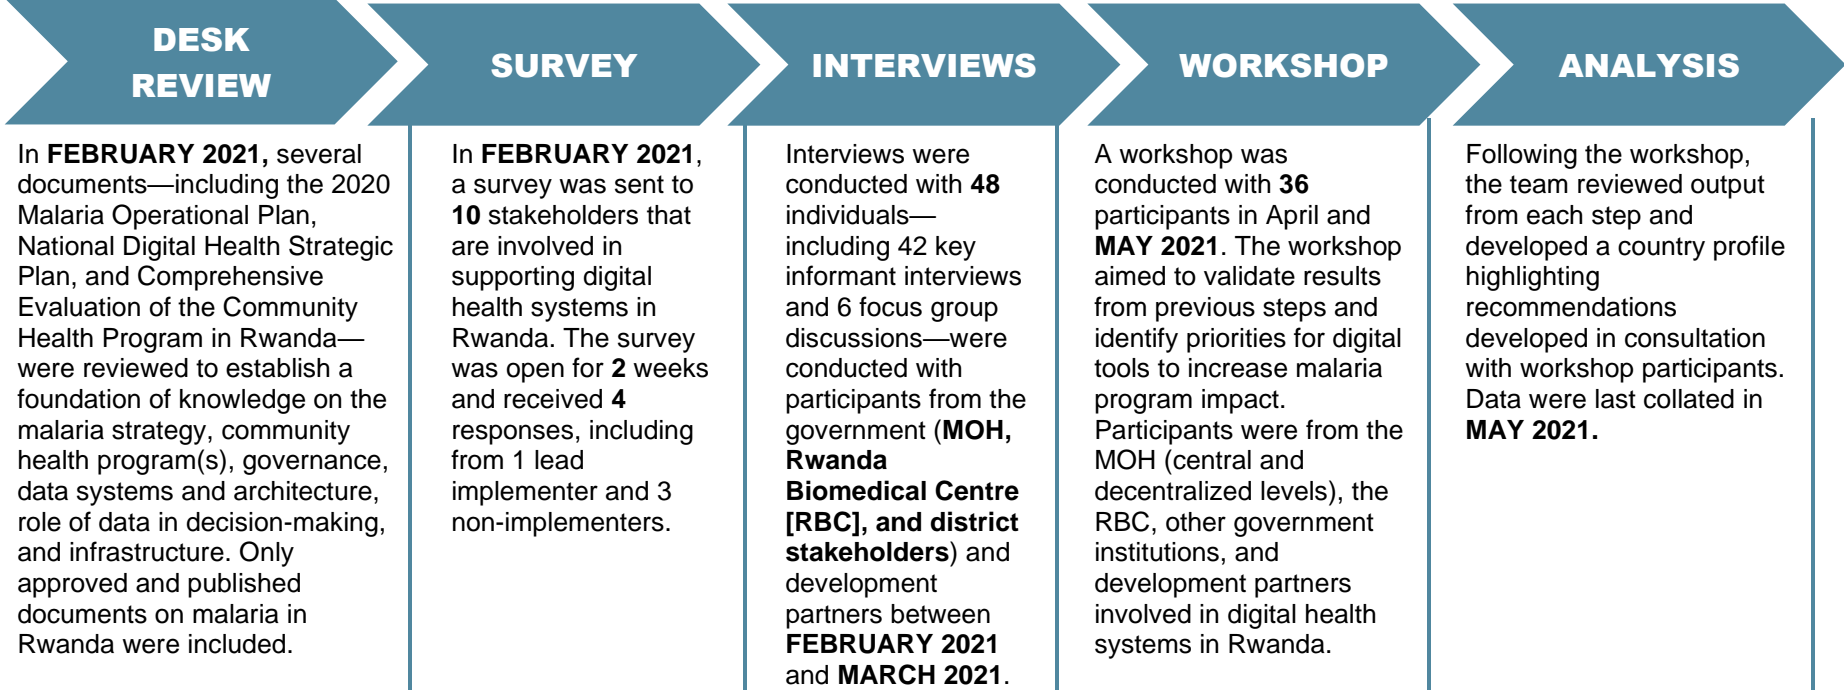 DESK
REVIEW
In FEBRUARY 2021, several
documents—including the 2020
Malaria Operational Plan,
National Digital Health Strategic
Plan, and Comprehensive
Evaluation of the Community
Health Program in Rwanda—
were reviewed to establish a
foundation of knowledge on the
malaria strategy, community
health program(s), governance,
data systems and architecture,
role of data in decision-making,
and infrastructure. Only
approved and published
documents on malaria in
Rwanda were included.
SURVEY
In FEBRUARY 2021,
a survey was sent to
10 stakeholders that
are involved in
supporting digital
health systems in
Rwanda. The survey
was open for 2 weeks
and received 4
responses, including
from 1 lead
implementer and 3
non-implementers.
INTERVIEWS
Interviews were
conducted with 48
individuals—
including 42 key
informant interviews
and 6 focus group
discussions—were
conducted with
participants from the
government (MOH,
Rwanda
Biomedical Centre
[RBC], and district
stakeholders) and
development
partners between
FEBRUARY 2021
and MARCH 2021.
WORKSHOP
A workshop was
conducted with 36
participants in April and
MAY 2021. The workshop
aimed to validate results
from previous steps and
identify priorities for digital
tools to increase malaria
program impact.
Participants were from the
MOH (central and
decentralized levels), the
RBC, other government
institutions, and
development partners
involved in digital health
systems in Rwanda.
ANALYSIS
Following the workshop,
the team reviewed output
from each step and
developed a country profile
highlighting
recommendations
developed in consultation
with workshop participants.
Data were last collated in
MAY 2021.